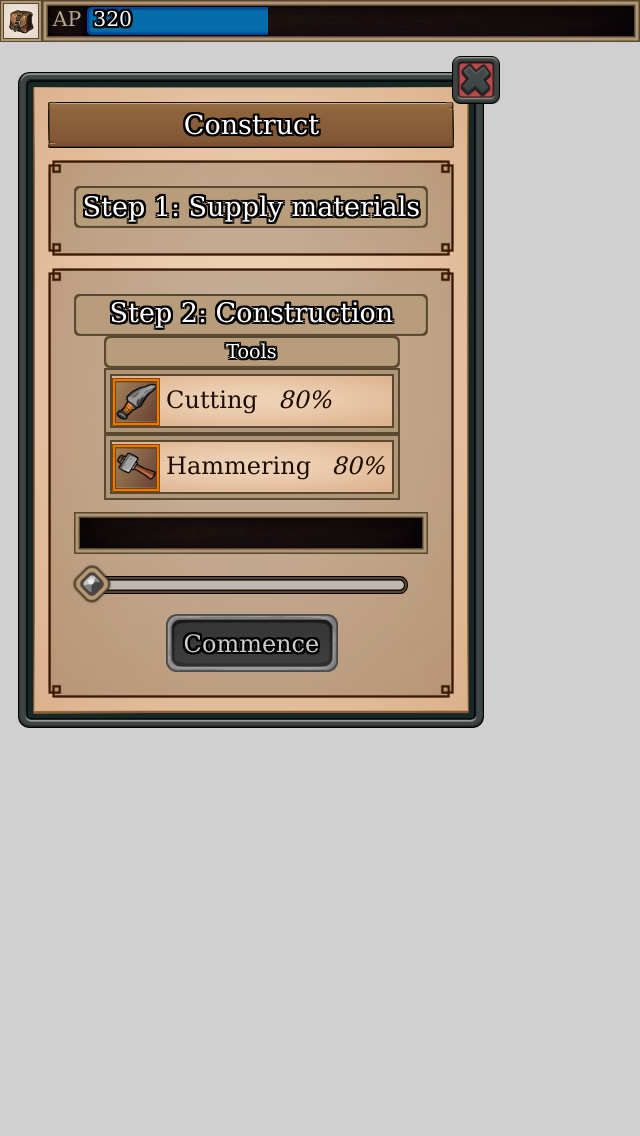 AP 320
Construct
Step 1: Supply materials
Step 2: Construction
Tools
Cutting 80%
Hammering 80%
Commence